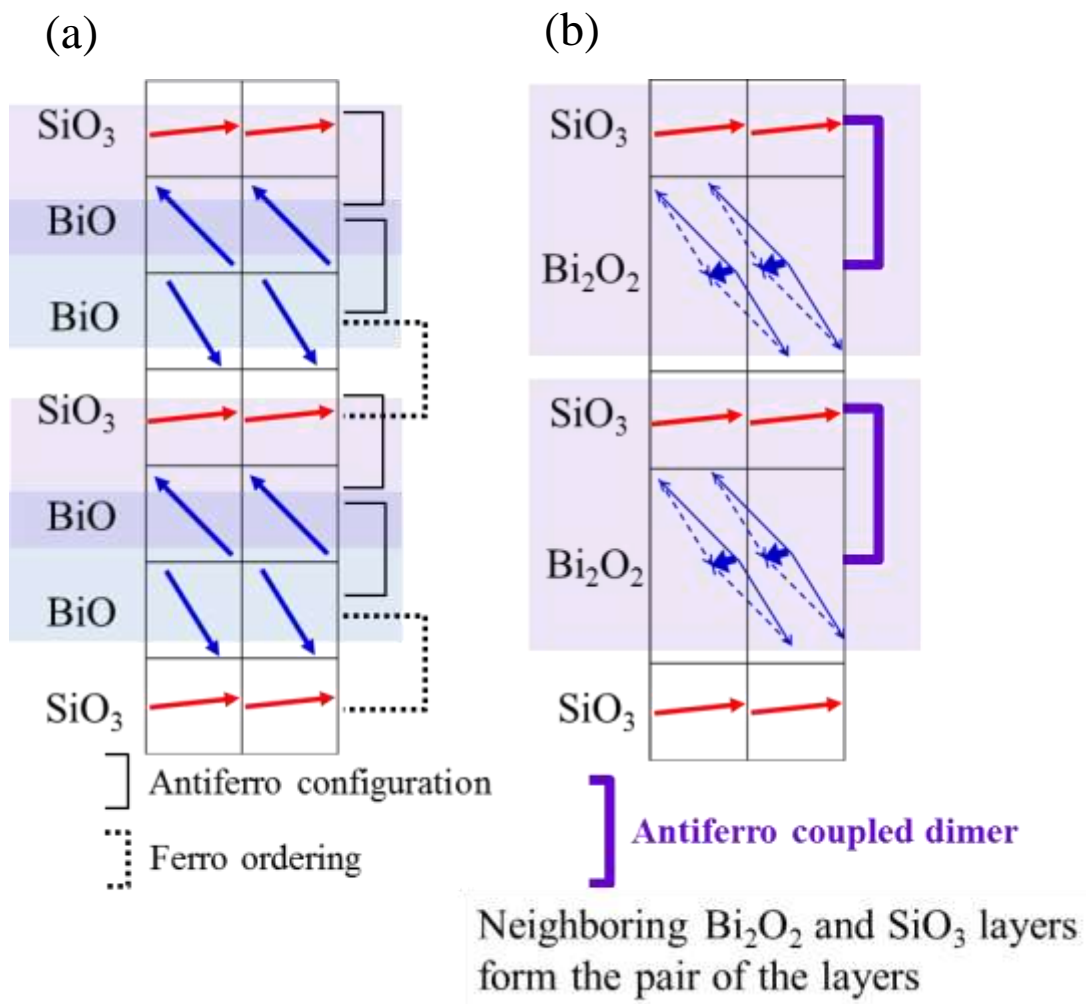 (a)
SiO₃
BiO
BiO
SiO₃
BiO
BiO
SiO₃
Antiferro configuration
Ferro ordering
(b)
SiO₃
Bi₂O₂
SiO₃
Bi₂O₂
SiO₃
Antiferro coupled dimer
Neighboring Bi₂O₂ and SiO₃ layers
form the pair of the layers